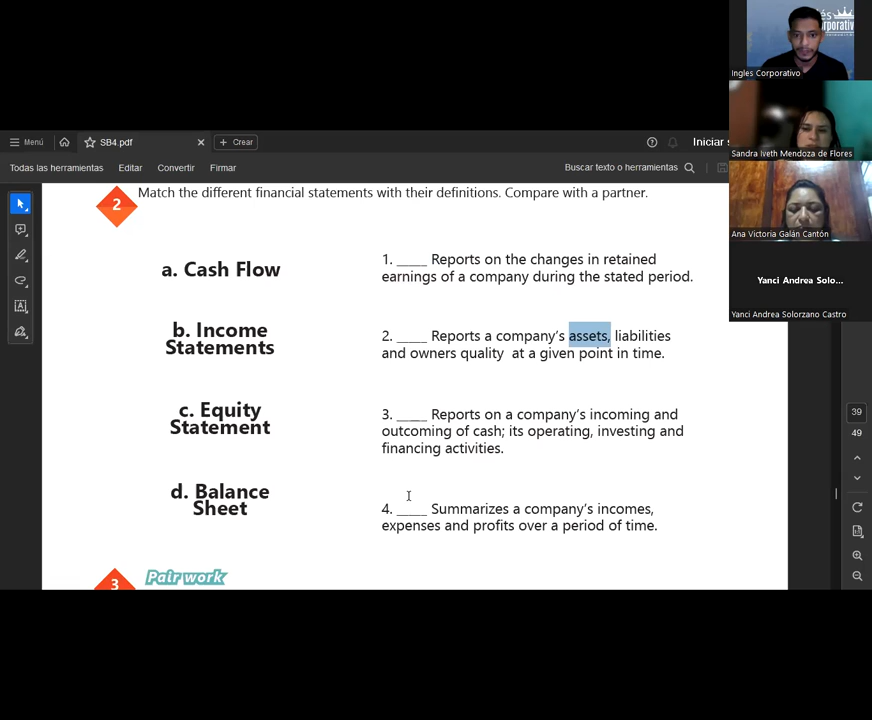 és
rporativ
Ingles Corporativo
Menú
SB4.pdf
Crear
Iniciar s
Sandra Iveth Mendoza de Flores
Todas las herramientas
Editar
Convertir
Firmar
Buscar texto o herramientas
Match the different financial statements with their definitions. Compare with a partner.
2
Ana Victoria Galán Cantón
a. Cash Flow
1. _____ Reports on the changes in retained
earnings of a company during the stated period.
Yanci Andrea Solo...
Yanci Andrea Solorzano Castro
b. Income
Statements
2. _____ Reports a company's assets, liabilities
and owners quality at a given point in time.
c. Equity
Statement
3. _____ Reports on a company's incoming and
outcoming of cash; its operating, investing and
financing activities.
39
49
d. Balance
Sheet
4. _____ Summarizes a company's incomes,
expenses and profits over a period of time.
3
Pair work